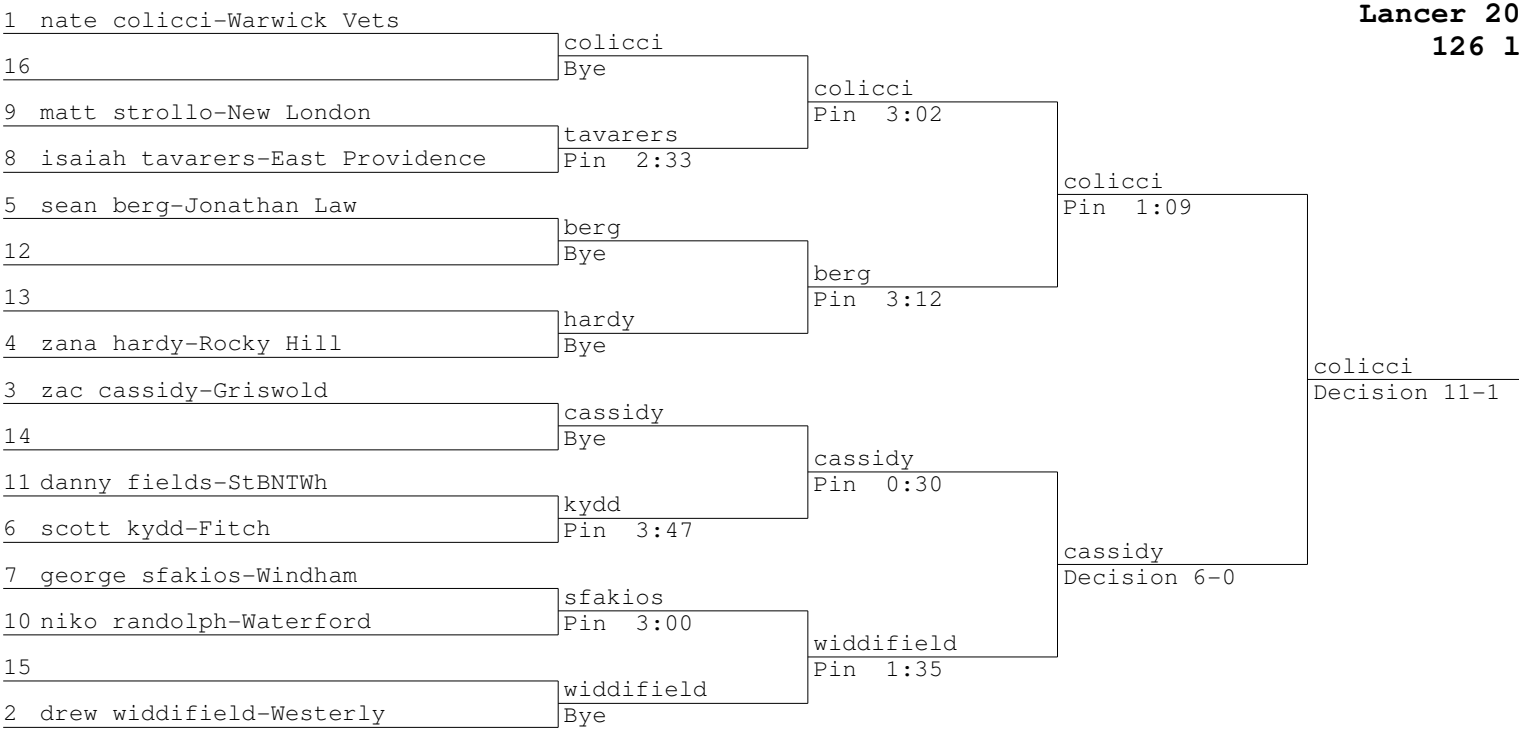 Lancer 20
126 l
1 nate colicci-Warwick Vets
colicci
16
Bye
colicci
9 matt strollo-New London
Pin 3:02
tavarers
8 isaiah tavarers-East Providence
Pin 2:33
colicci
5 sean berg-Jonathan Law
Pin 1:09
berg
12
Bye
berg
13
Pin 3:12
hardy
4 zana hardy-Rocky Hill
Bye
colicci
3 zac cassidy-Griswold
Decision 11-1
cassidy
14
Bye
cassidy
11 danny fields-StBNTWh
Pin 0:30
kydd
6 scott kydd-Fitch
Pin 3:47
cassidy
7 george sfakios-Windham
Decision 6-0
sfakios
10 niko randolph-Waterford
Pin 3:00
widdifield
15
Pin 1:35
widdifield
2 drew widdifield-Westerly
Bye